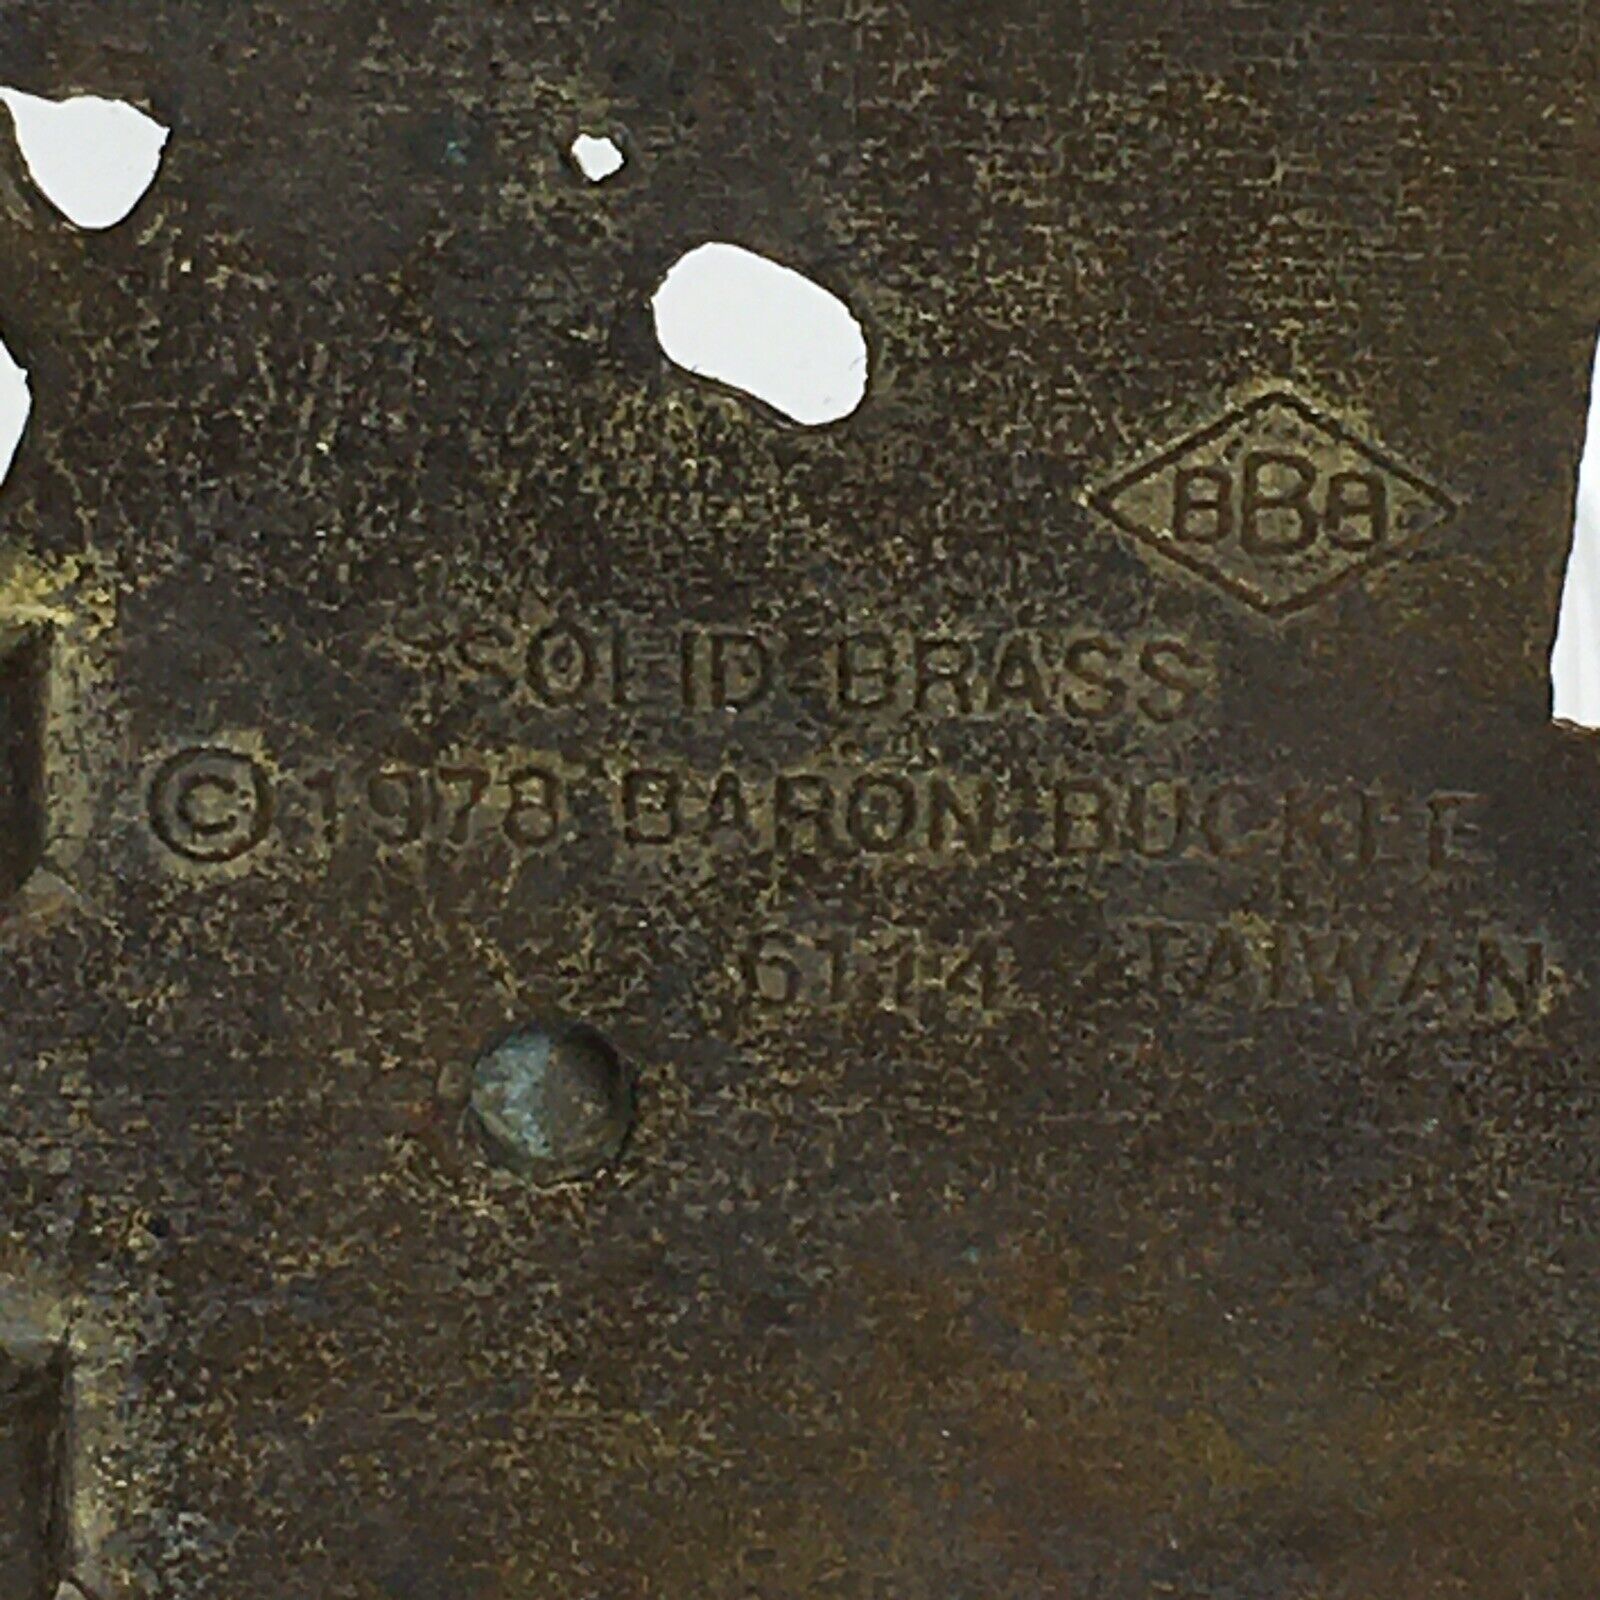 BBB
SOLID BRASS
© 1978 BARON BUCKLE
6114 TAIWAN